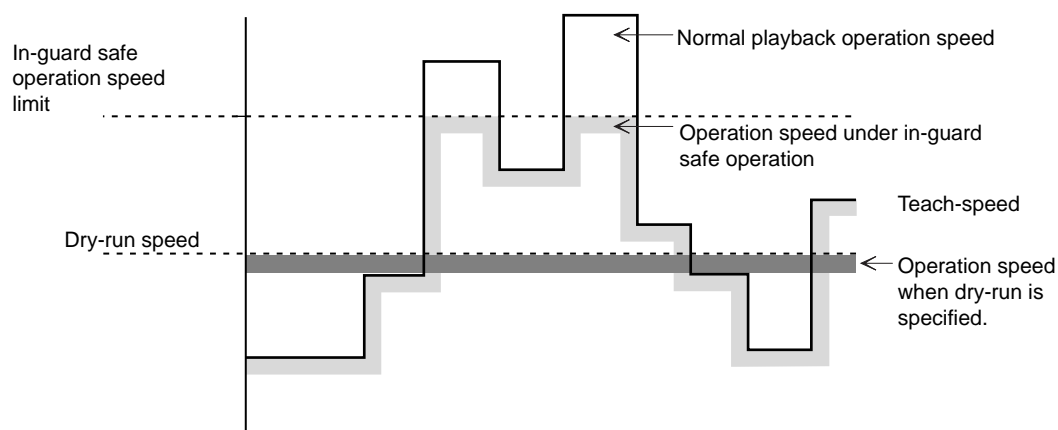 In-guard safe
operation speed
limit
Normal playback operation speed
Operation speed under in-guard
safe operation
Teach-speed
Dry-run speed
Operation speed
when dry-run is
specified.